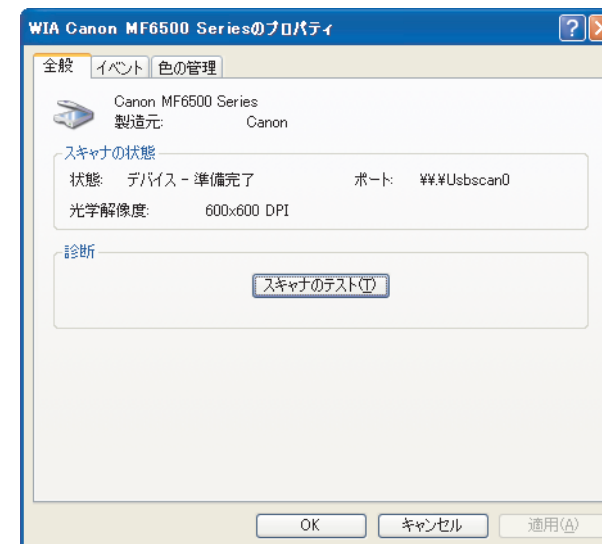 WIA Canon MF6500 Seriesのプロパティ
全般 イベント 色の管理
Canon MF6500 Series
製造元: Canon
スキャナの状態
状態: デバイス - 準備完了 ポート: ¥¥.¥Usbscan0
光学解像度: 600x600 DPI
診断
スキャナのテスト(T)
OK キャンセル 適用(A)